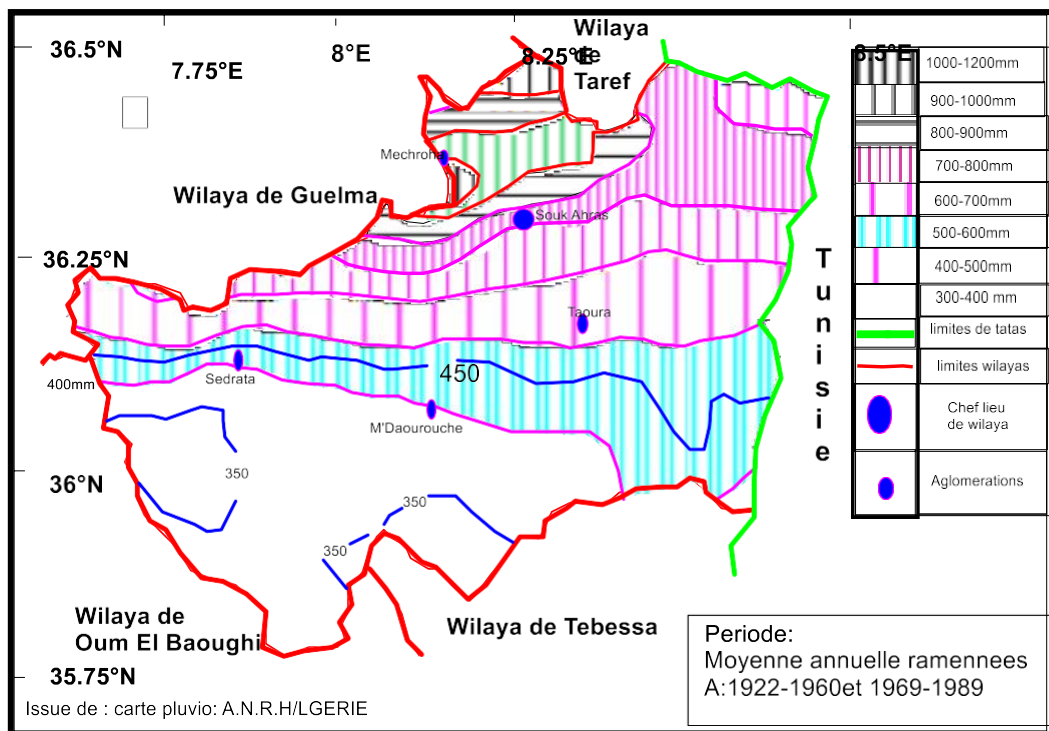 36.5°N
7.75°E
8°E
Wilaya
de
Taref
8.25°E
8.5°E
Mechroha
Wilaya de Guelma
Souk Ahras
36.25°N
Taoura
Tunisie
400mm
Sedrata
450
M'Daourouche
36°N
350
350
350
Wilaya de
Oum El Baoughi
Wilaya de Tebessa
35.75°N
Issue de : carte pluvio: A.N.R.H/LGERIE
1000-1200mm
900-1000mm
800-900mm
700-800mm
600-700mm
500-600mm
400-500mm
300-400 mm
limites de tatas
limites wilayas
Chef lieu
de wilaya
Aglomerations
Periode:
Moyenne annuelle ramennees
A:1922-1960et 1969-1989